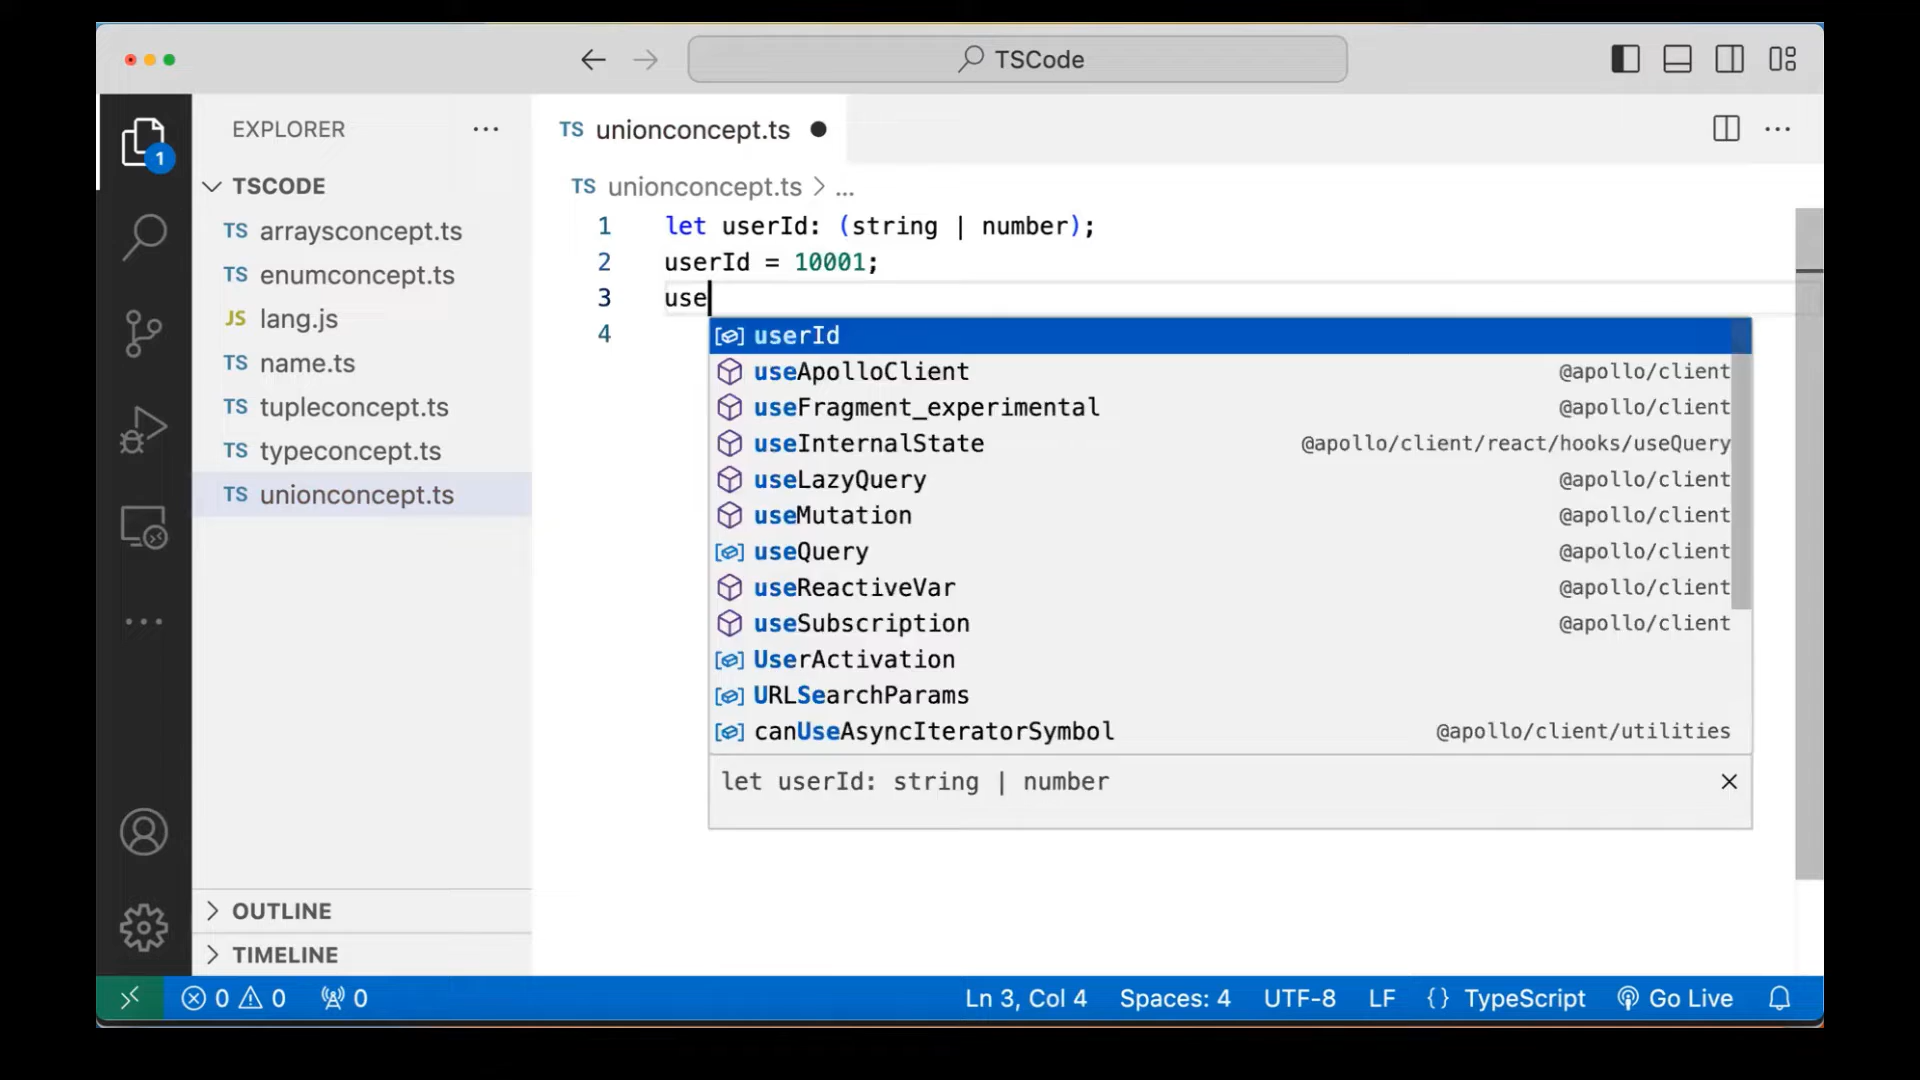 TSCode
EXPLORER
TSCODE
TS arraysconcept.ts
TS enumconcept.ts
JS lang.js
TS name.ts
TS tupleconcept.ts
TS typeconcept.ts
TS unionconcept.ts
OUTLINE
TIMELINE
1
TS unionconcept.ts
TS unionconcept.ts > ...
1 let userId: (string | number);
2 userId = 10001;
3 use
4
userId
useApolloClient @apollo/client
useFragment_experimental @apollo/client
useInternalState @apollo/client/react/hooks/useQuery
useLazyQuery @apollo/client
useMutation @apollo/client
useQuery @apollo/client
useReactiveVar @apollo/client
useSubscription @apollo/client
UserActivation
URLSearchParams
canUseAsyncIteratorSymbol @apollo/client/utilities
let userId: string | number
0 0 0 Ln 3, Col 4 Spaces: 4 UTF-8 LF {} TypeScript Go Live